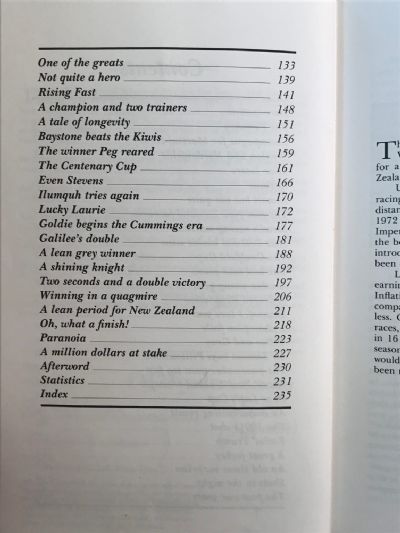 One of the greats 133
Not quite a hero 139
Rising Fast 141
A champion and two trainers 148
A tale of longevity 151
Baystone beats the Kiwis 156
The winner Peg reared 159
The Centenary Cup 161
Even Stevens 166
Ilumquh tries again 170
Lucky Laurie 172
Goldie begins the Cummings era 177
Galilee's double 181
A lean grey winner 188
A shining knight 192
Two seconds and a double victory 197
Winning in a quagmire 206
A lean period for New Zealand 211
Oh, what a finish! 218
Paranoia 223
A million dollars at stake 227
Afterword 230
Statistics 231
Index 235
for a
Zeala
racing
distan
1972
Imper
the be
introd
been
earnin
Inflati
compa
less. C
races,
in 16
season
would
been r